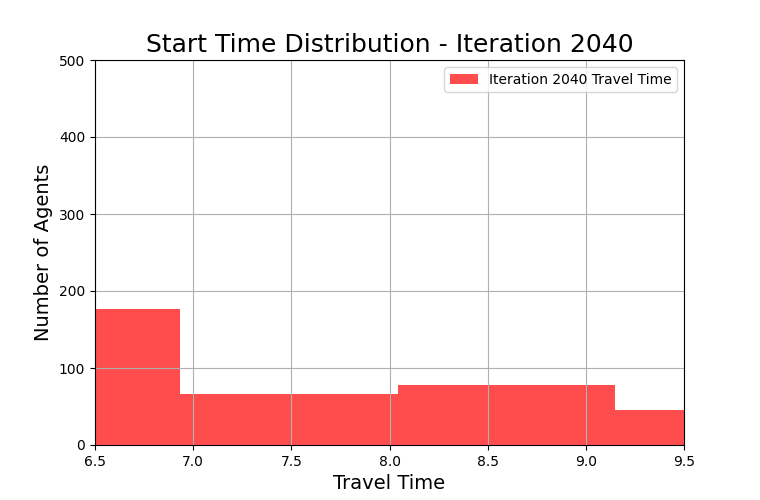 Start Time Distribution - Iteration 2040
Iteration 2040 Travel Time
Number of Agents
500
400
300
200
100
0
6.5 7.0 7.5 8.0 8.5 9.0 9.5
Travel Time